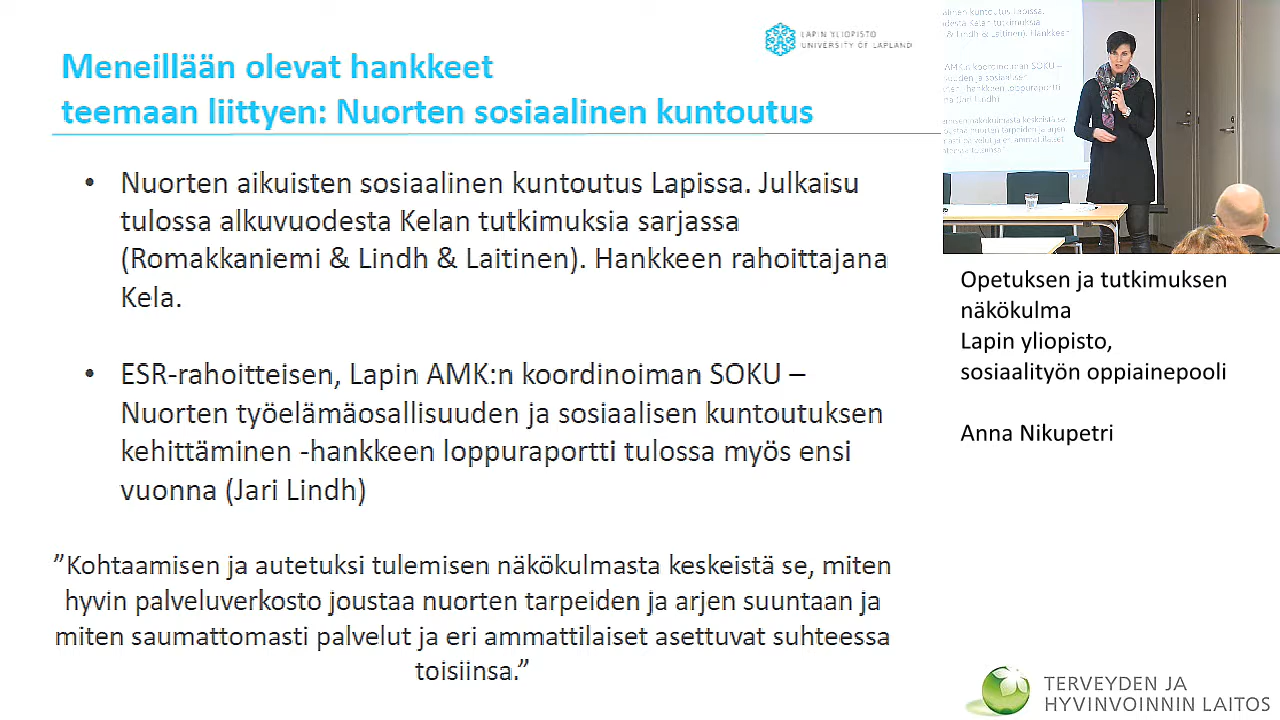 LAPIN YLIOPISTO
UNIVERSITY OF LAPLAND
Meneillään olevat hankkeet
teemaan liittyen: Nuorten sosiaalinen kuntoutus
• Nuorten aikuisten sosiaalinen kuntoutus Lapissa. Julkaisu
tulossa alkuvuodesta Kelan tutkimuksia sarjassa
(Romakkaniemi & Lindh & Laitinen). Hankkeen rahoittajana
Kela.
• ESR-rahoitteisen, Lapin AMK:n koordinoiman SOKU –
Nuorten työelämäosallisuuden ja sosiaalisen kuntoutuksen
kehittäminen -hankkeen loppuraportti tulossa myös ensi
vuonna (Jari Lindh)
”Kohtaamisen ja autetuksi tulemisen näkökulmasta keskeistä se, miten
hyvin palveluverkosto joustaa nuorten tarpeiden ja arjen suuntaan ja
miten saumattomasti palvelut ja eri ammattilaiset asettuvat suhteessa
toisiinsa.”
Opetuksen ja tutkimuksen
näkökulma
Lapin yliopisto,
sosiaalityön oppiainepooli
Anna Nikupetri
TERVEYDEN JA
HYVINVOINNIN LAITOS